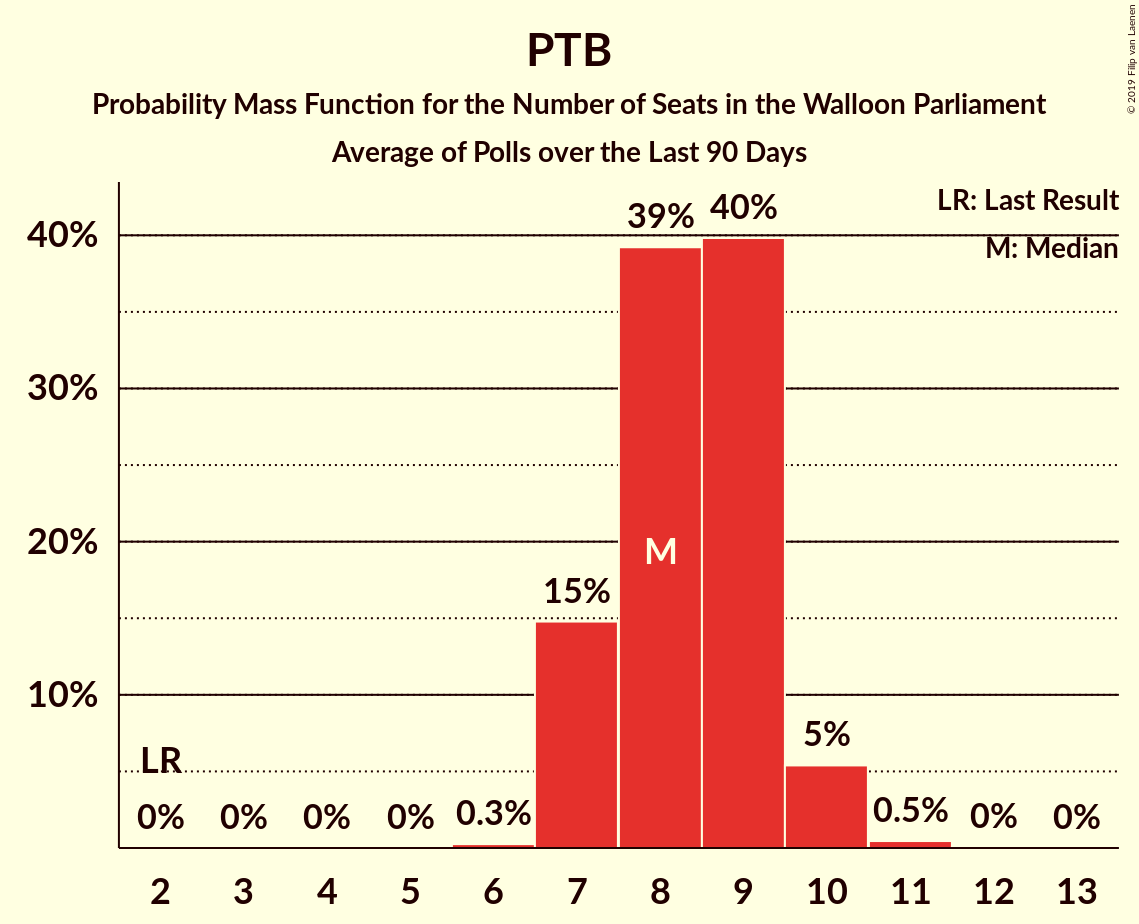 PTB
Probability Mass Function for the Number of Seats in the Walloon Parliament
Average of Polls over the Last 90 Days
© 2019 Filip van Laenen
LR: Last Result
M: Median
40%
30%
20%
10%
39%
40%
M
15%
LR
5%
0%
0%
0%
0%
0.3%
0.5%
0%
0%
2 3 4 5 6 7 8 9 10 11 12 13